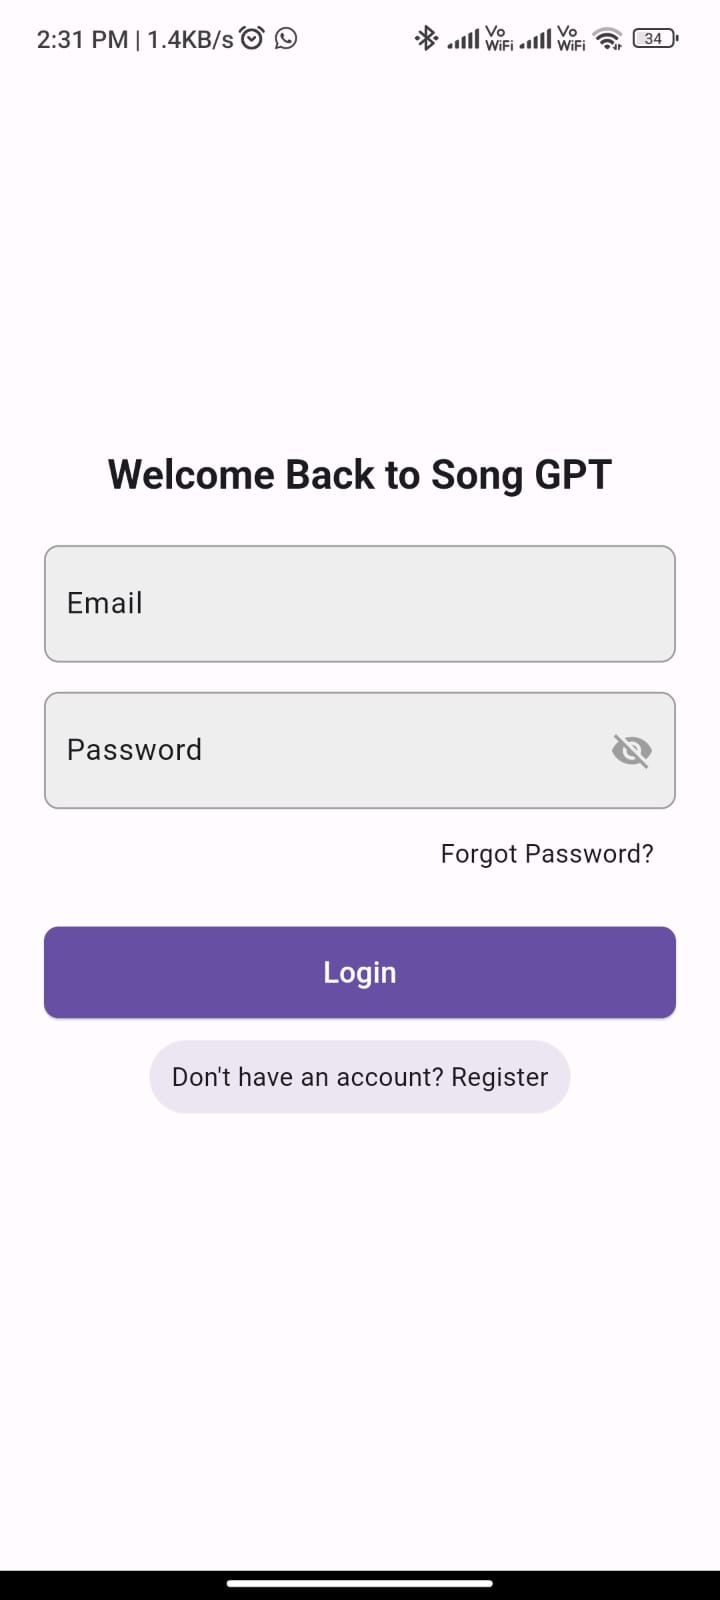 2:31 PM | 1.4KB/s Vo WiFi Vo WiFi 34
Welcome Back to Song GPT
Email
Password
Forgot Password?
Login
Don't have an account? Register